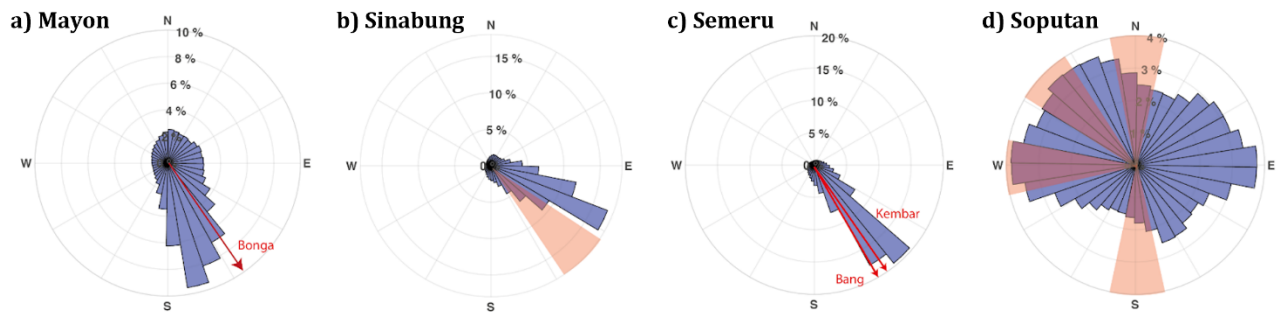 a) Mayon
N
10 %
8 %
6 %
4 %
W
E
S
Bonga
b) Sinabung
N
15 %
10 %
5 %
0
W
E
S
c) Semeru
N
20 %
15 %
10 %
5 %
W
E
S
Kembar
Bang
d) Soputan
N
4 %
3 %
2 %
W
E
S